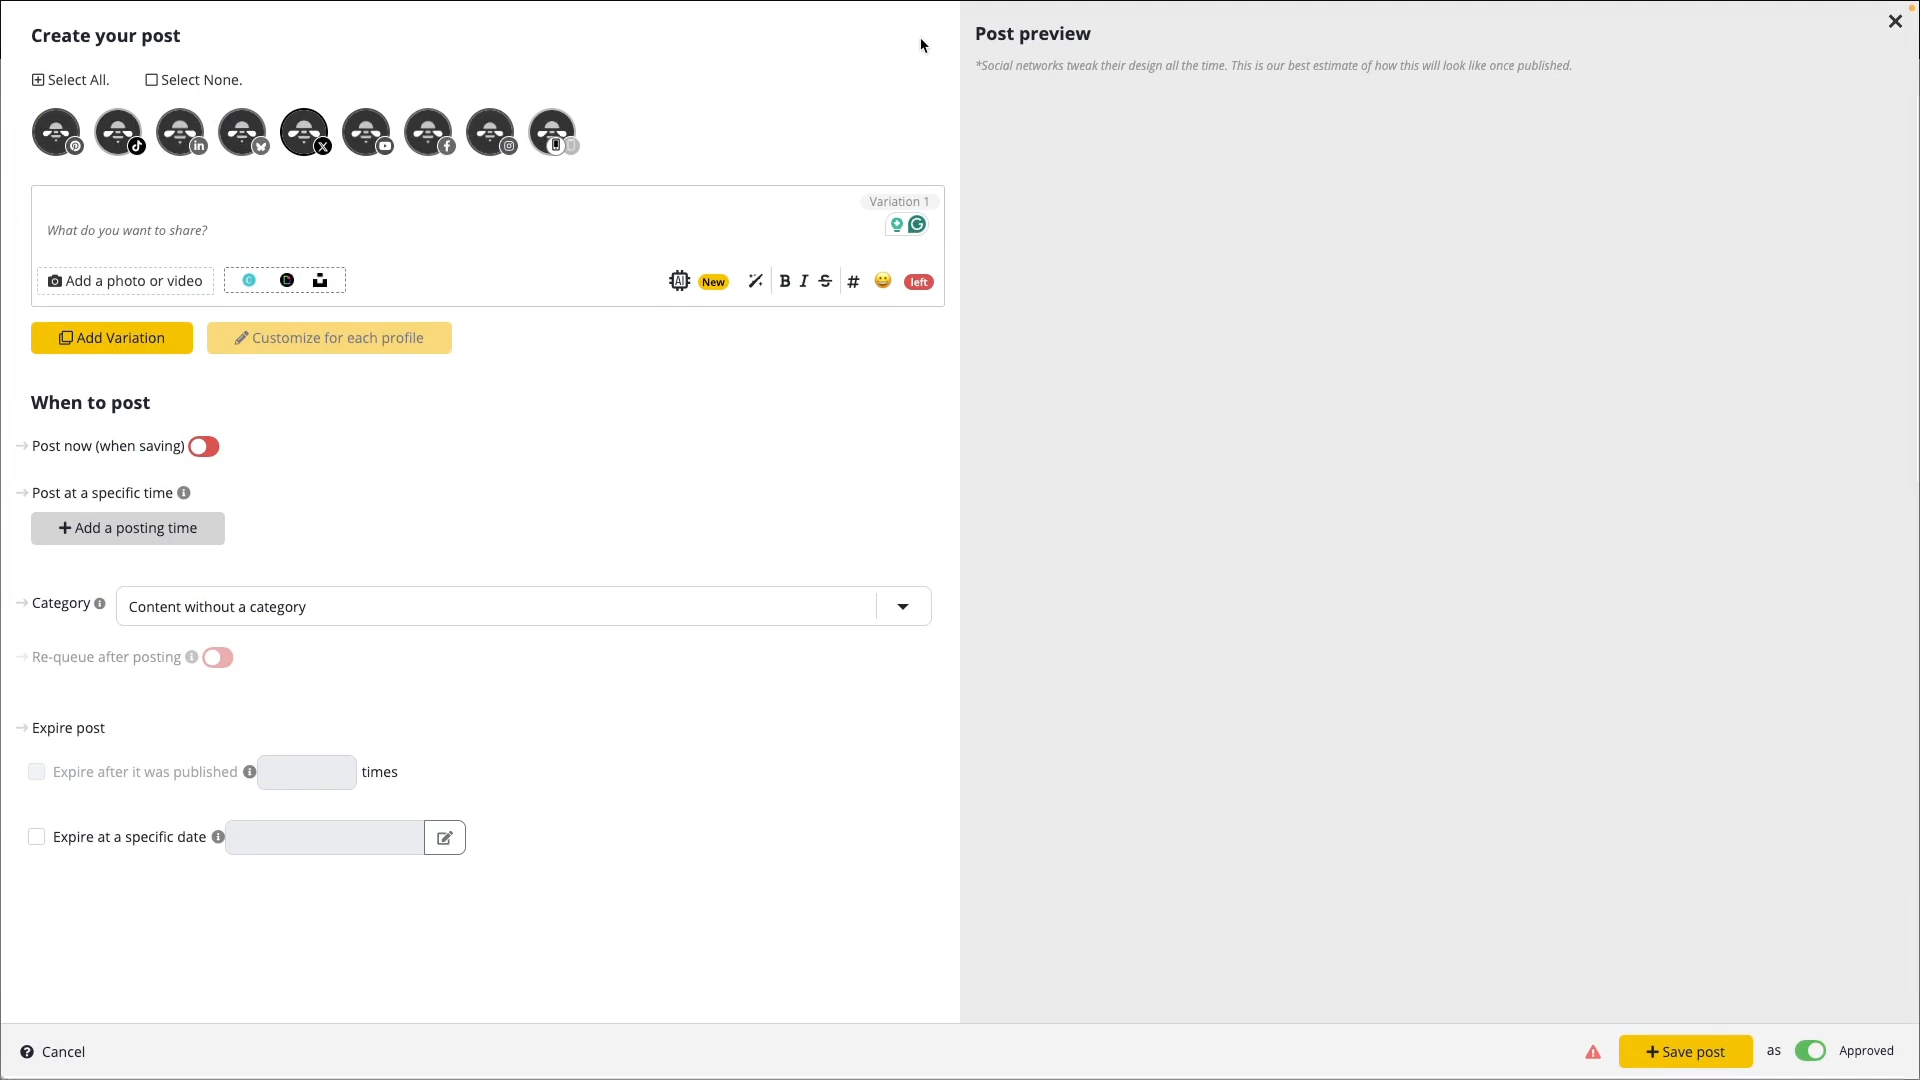 Create your post
Select All.
Select None.
Variation 1
What do you want to share?
Add a photo or video
AI
New
B I S # left
Add Variation
Customize for each profile
When to post
Post now (when saving)
Post at a specific time
+ Add a posting time
Category
Content without a category
Re-queue after posting
Expire post
Expire after it was published
times
Expire at a specific date
Cancel
Post preview
*Social networks tweak their design all the time. This is our best estimate of how this will look like once published.
+ Save post
as
Approved